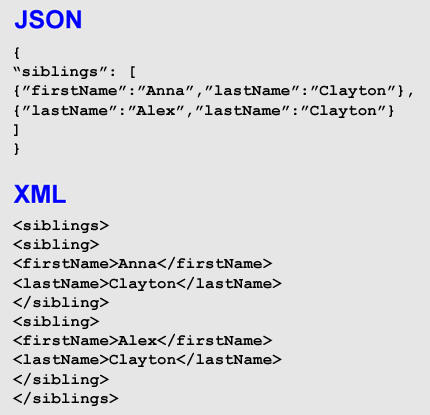 JSON
{
“siblings”: [
{”firstName”:”Anna”,”lastName”:”Clayton”},
{”lastName”:”Alex”,”lastName”:”Clayton”}
]
}
XML
<siblings>
<sibling>
<firstName>Anna</firstName>
<lastName>Clayton</lastName>
</sibling>
<sibling>
<firstName>Alex</firstName>
<lastName>Clayton</lastName>
</sibling>
</siblings>